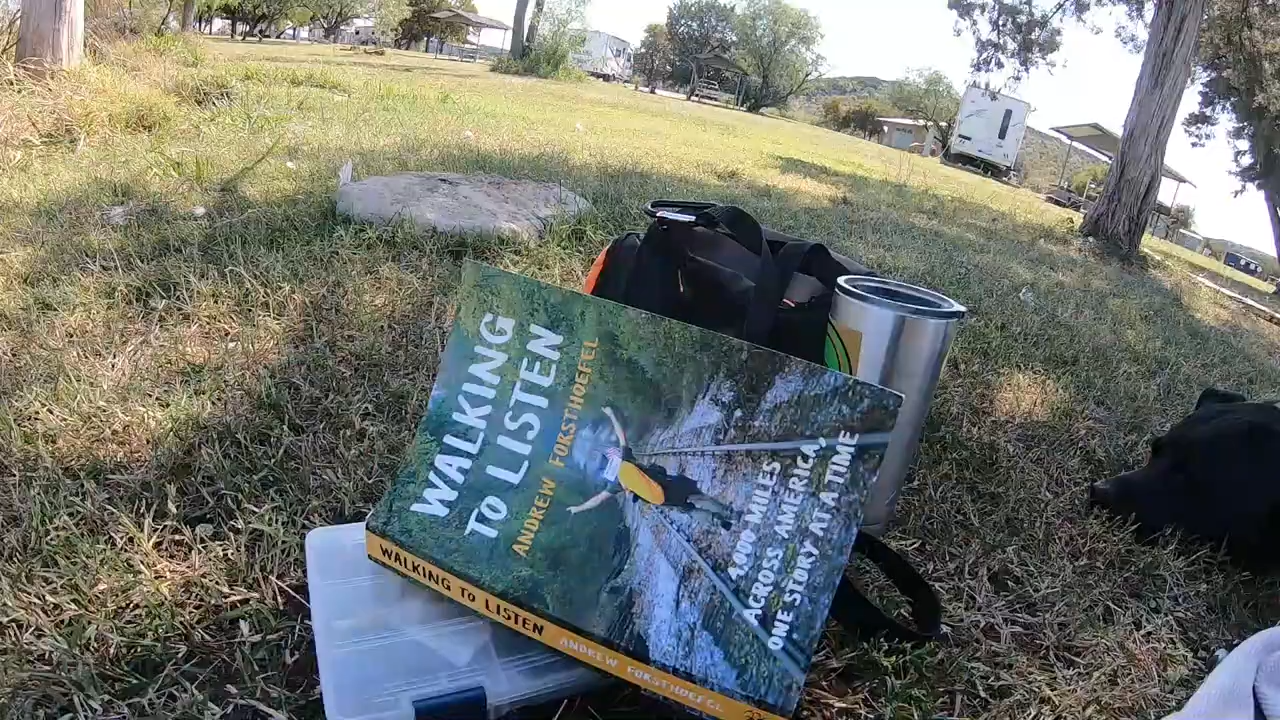 WALKING
TO LISTEN
ANDREW FORSTHOEFEL
4,000 MILES
ACROSS AMERICA,
ONE STORY AT A TIME
WALKING TO LISTEN
ANDREW FORSTHOEFEL